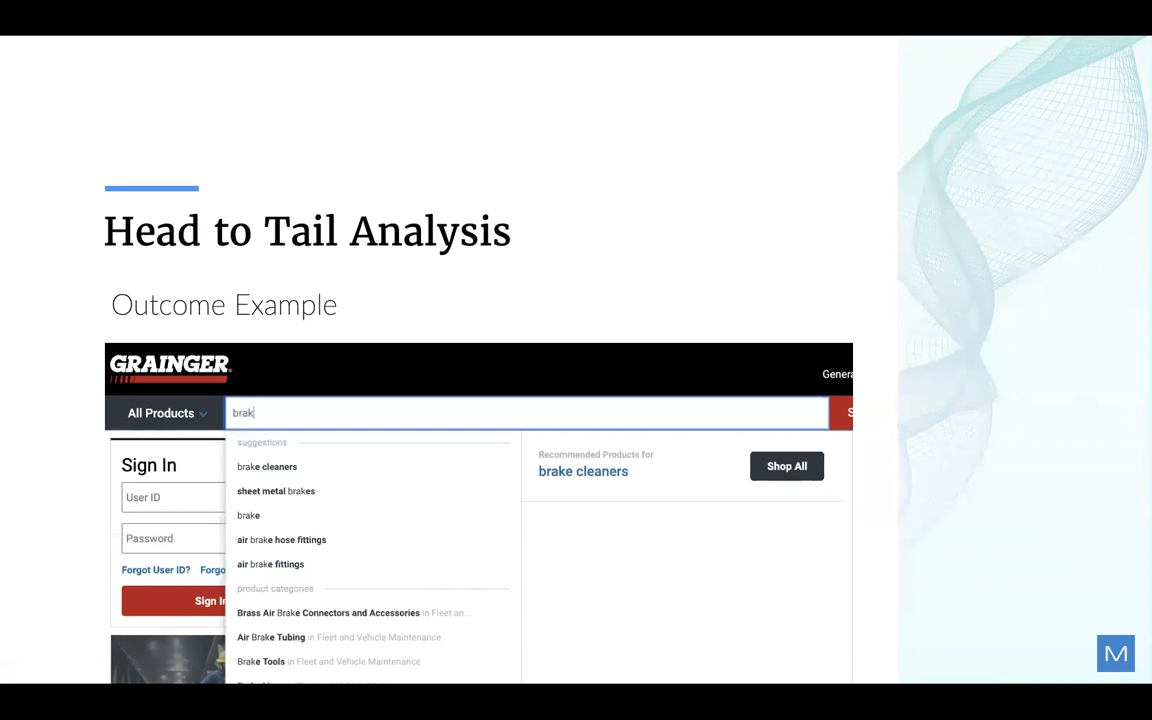 Head to Tail Analysis
Outcome Example
GRAINGER
Genera
All Products
brak
S
suggestions
Sign In
brake cleaners
User ID
sheet metal brakes
brake
Password
air brake hose fittings
air brake fittings
Forgot User ID? Forgo
Sign In
product categories
Brass Air Brake Connectors and Accessories in Fleet an...
Air Brake Tubing in Fleet and Vehicle Maintenance
Brake Tools in Fleet and Vehicle Maintenance
Recommended Products for
brake cleaners
Shop All
M